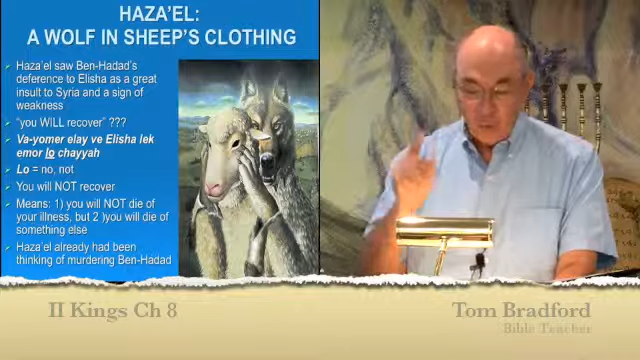 HAZA'EL:
A WOLF IN SHEEP'S CLOTHING
Haza'el saw Ben-Hadad's
deference to Elisha as a great
insult to Syria and a sign of
weakness
"you WILL recover" ???
Va-yomer elay ve Elisha lek
emor lo chayyah
Lo = no, not
You will NOT recover
Means: 1) you will NOT die of
your illness, but 2 )you will die of
something else
Haza'el already had been
thinking of murdering Ben-Hadad
II Kings Ch 8
Tom Bradford
Bible Teacher